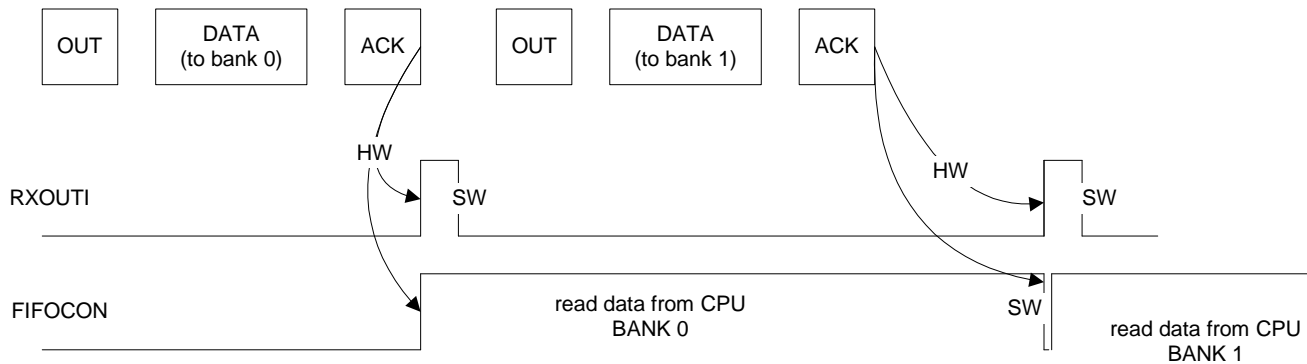 OUT
DATA
(to bank 0)
ACK
OUT
DATA
(to bank 1)
ACK
HW
HW
RXOUTI
SW
SW
FIFOCON
read data from CPU
BANK 0
SW
read data from CPU
BANK 1